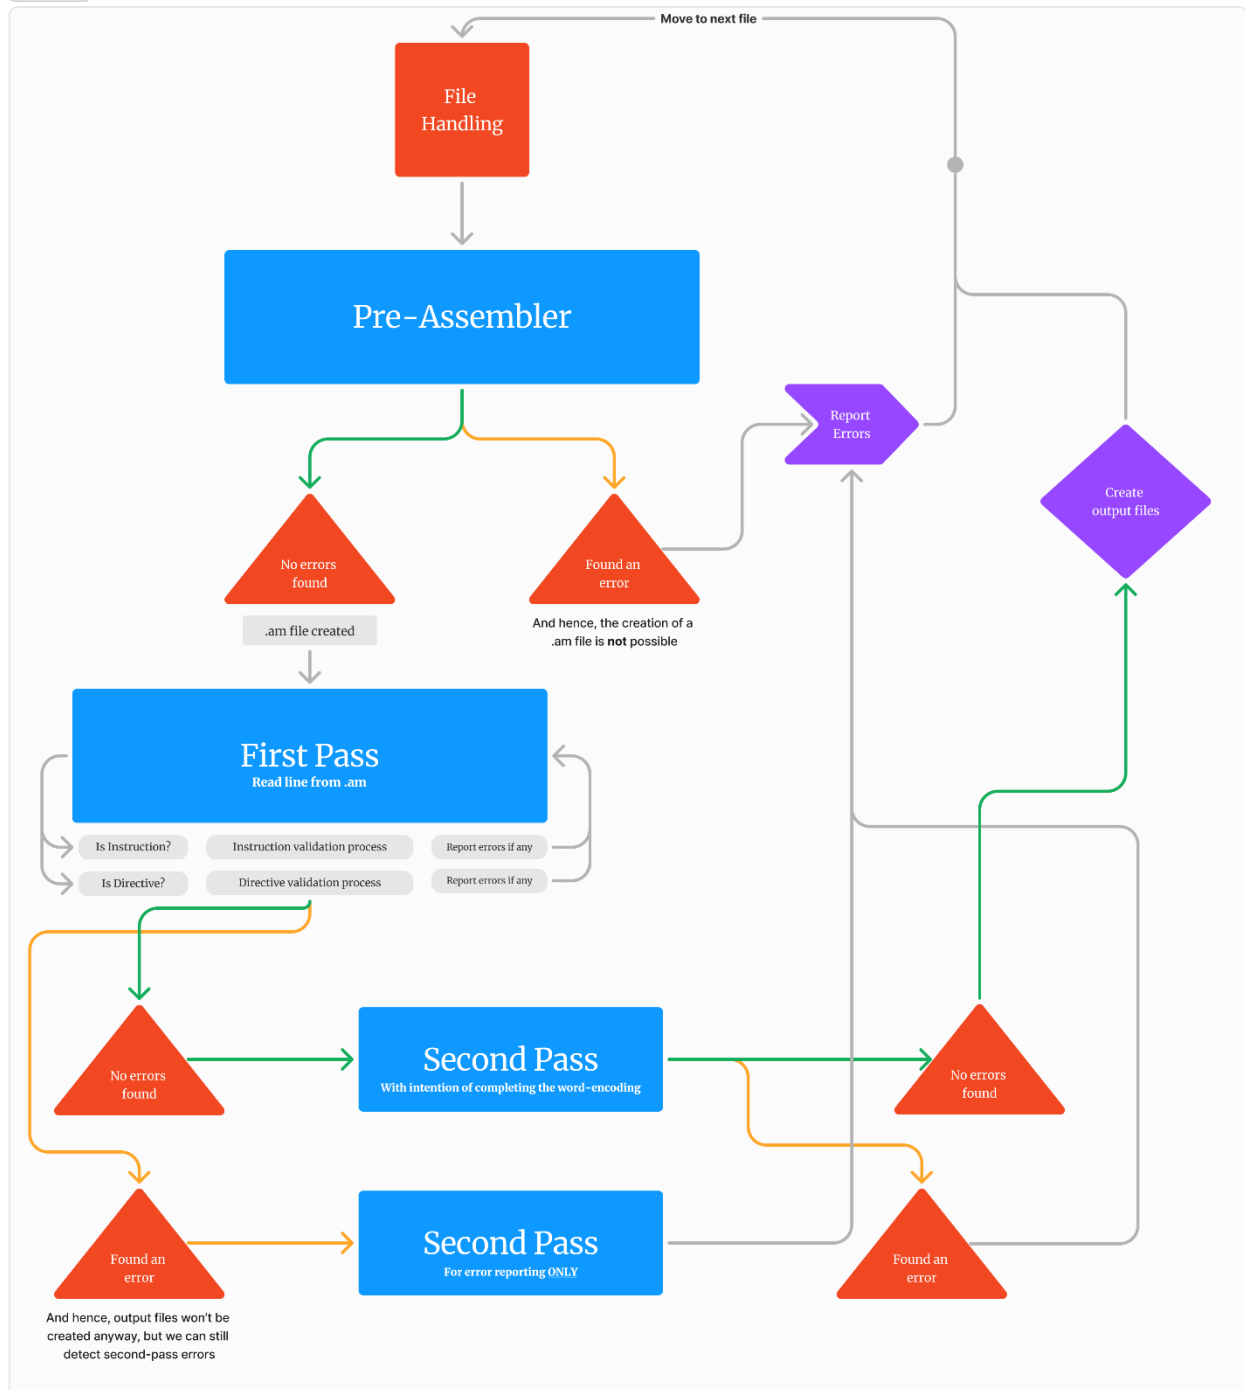 Move to next file
File
Handling
Pre-Assembler
Report
Errors
Create
output files
No errors
found
Found an
error
.am file created
And hence, the creation of a
.am file is not possible
First Pass
Read line from .am
Is Instruction?
Instruction validation process
Report errors if any
Is Directive?
Directive validation process
Report errors if any
No errors
found
Second Pass
With intention of completing the word-encoding
No errors
found
Found an
error
Second Pass
For error reporting ONLY
Found an
error
And hence, output files won't be
created anyway, but we can still
detect second-pass errors